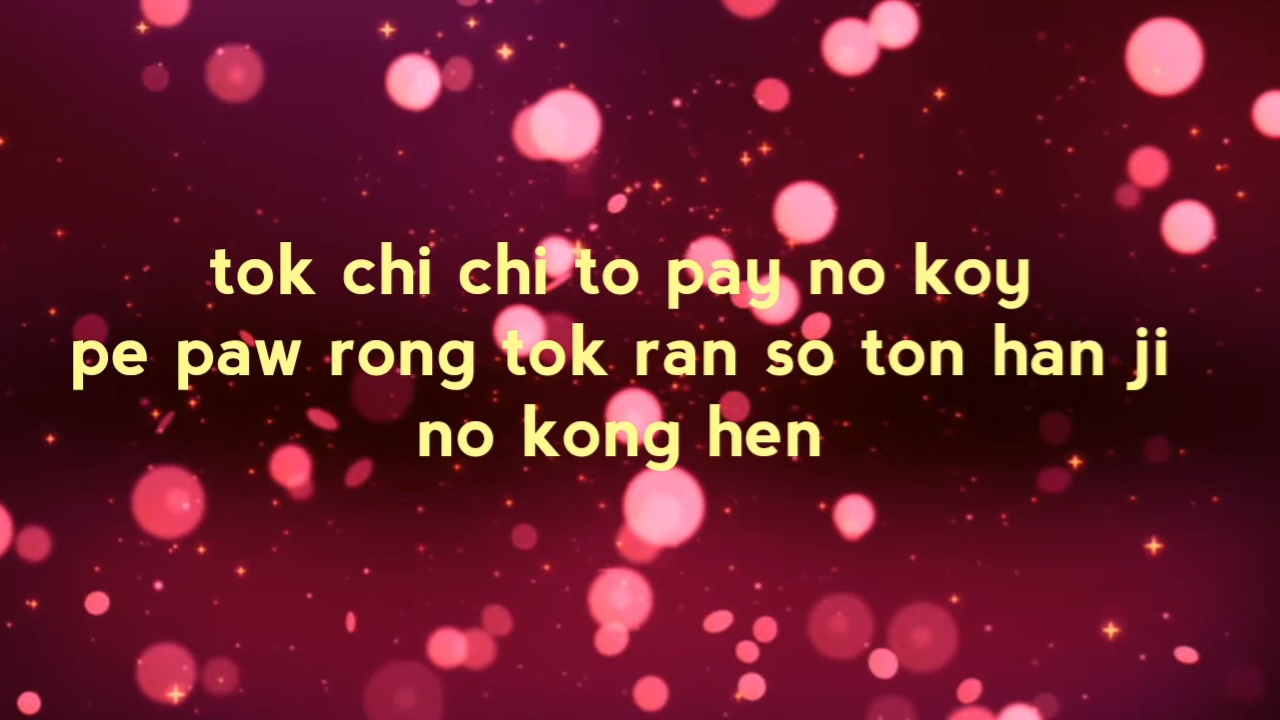 tok chi chi to pay no koy
pe paw rong tok ran so ton han ji
no kong hen